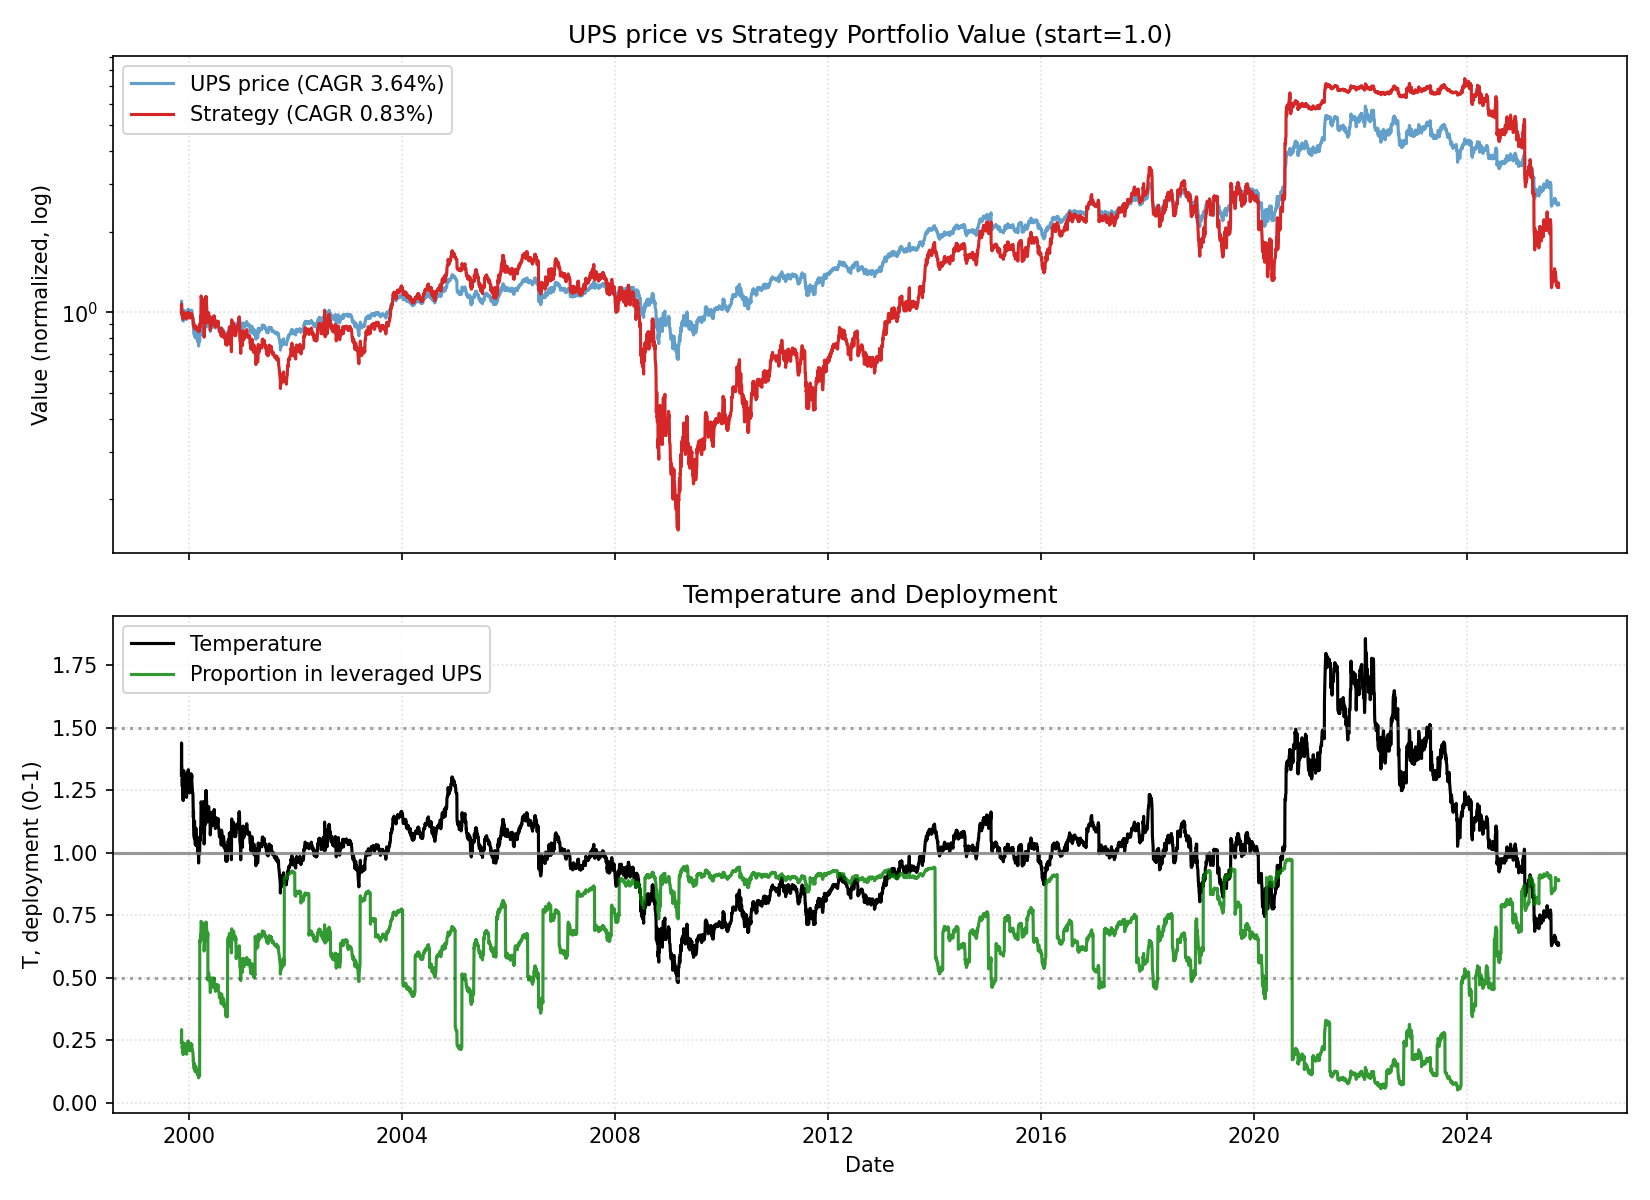 UPS price vs Strategy Portfolio Value (start=1.0)
UPS price (CAGR 3.64%)
Strategy (CAGR 0.83%)
Value (normalized, log)
10⁰
Temperature and Deployment
Temperature
Proportion in leveraged UPS
T, deployment (0-1)
1.75
1.50
1.25
1.00
0.75
0.50
0.25
0.00
2000 2004 2008 2012 2016 2020 2024
Date